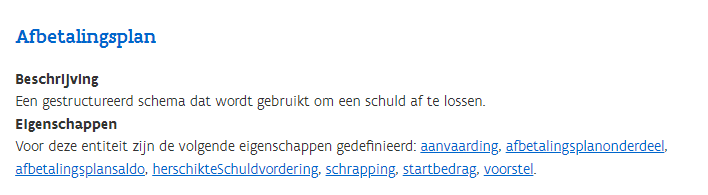 Afbetalingsplan
Beschrijving
Een gestructureerd schema dat wordt gebruikt om een schuld af te lossen.
Eigenschappen
Voor deze entiteit zijn de volgende eigenschappen gedefinieerd: aanvaarding, afbetalingsplanonderdeel,
afbetalingsplansaldo, herschikteSchuldvordering, schrapping, startbedrag, voorstel.